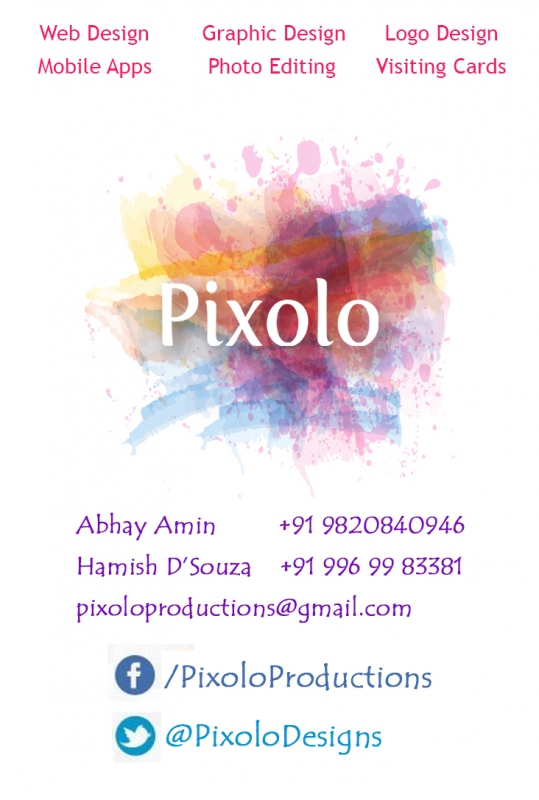 Web Design Graphic Design Logo Design
Mobile Apps Photo Editing Visiting Cards
Pixolo
Abhay Amin +91 9820840946
Hamish D'Souza +91 996 99 83381
pixoloproductions@gmail.com
f /PixoloProductions
@PixoloDesigns